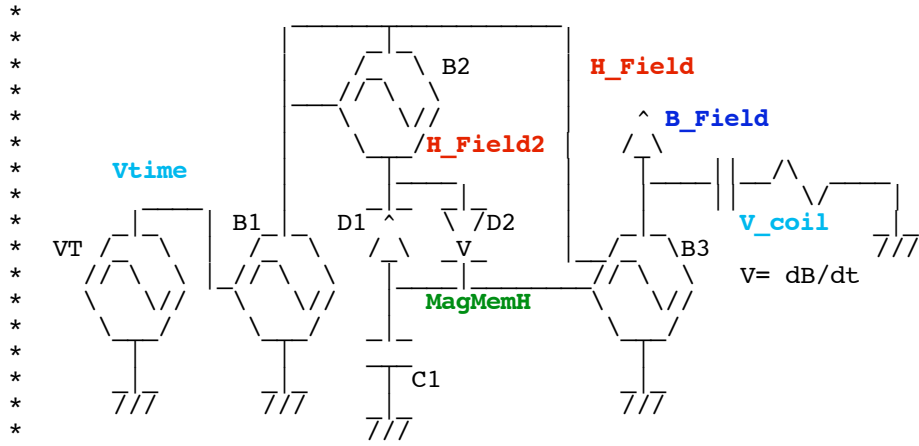 B2
H_Field
B_Field
H_Field2
Vtime
B1
D1
D2
V_coil
VT
B3
V= dB/dt
MagMemH
C1